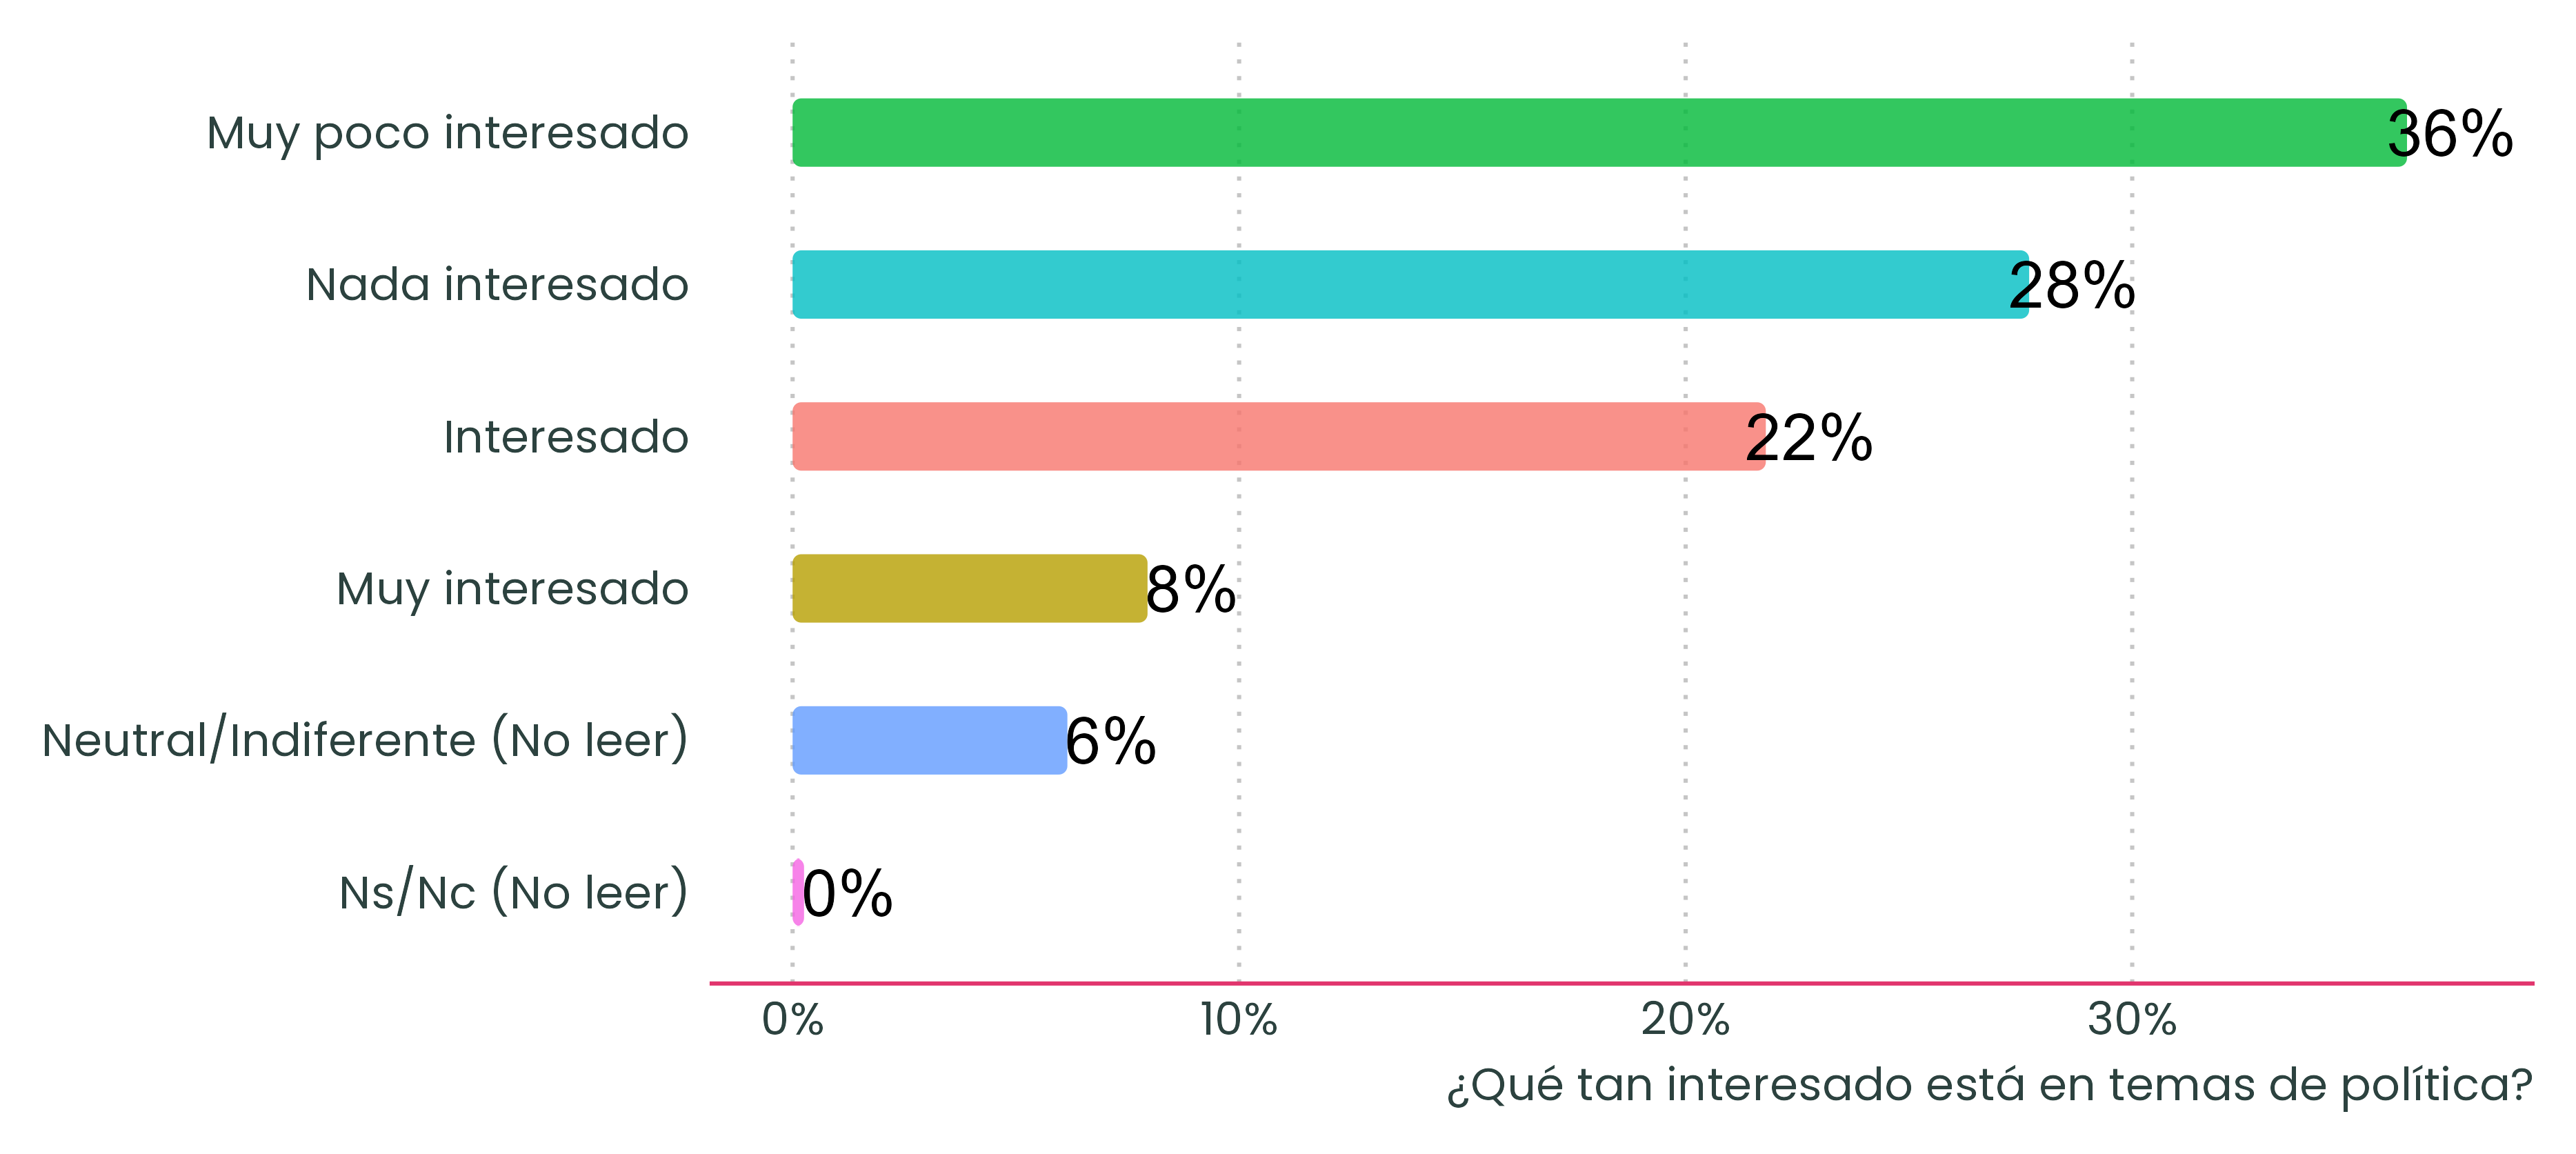 Muy poco interesado 36%
Nada interesado 28%
Interesado 22%
Muy interesado 8%
Neutral/Indiferente (No leer) 6%
Ns/Nc (No leer) 0%
0% 10% 20% 30%
¿Qué tan interesado está en temas de política?